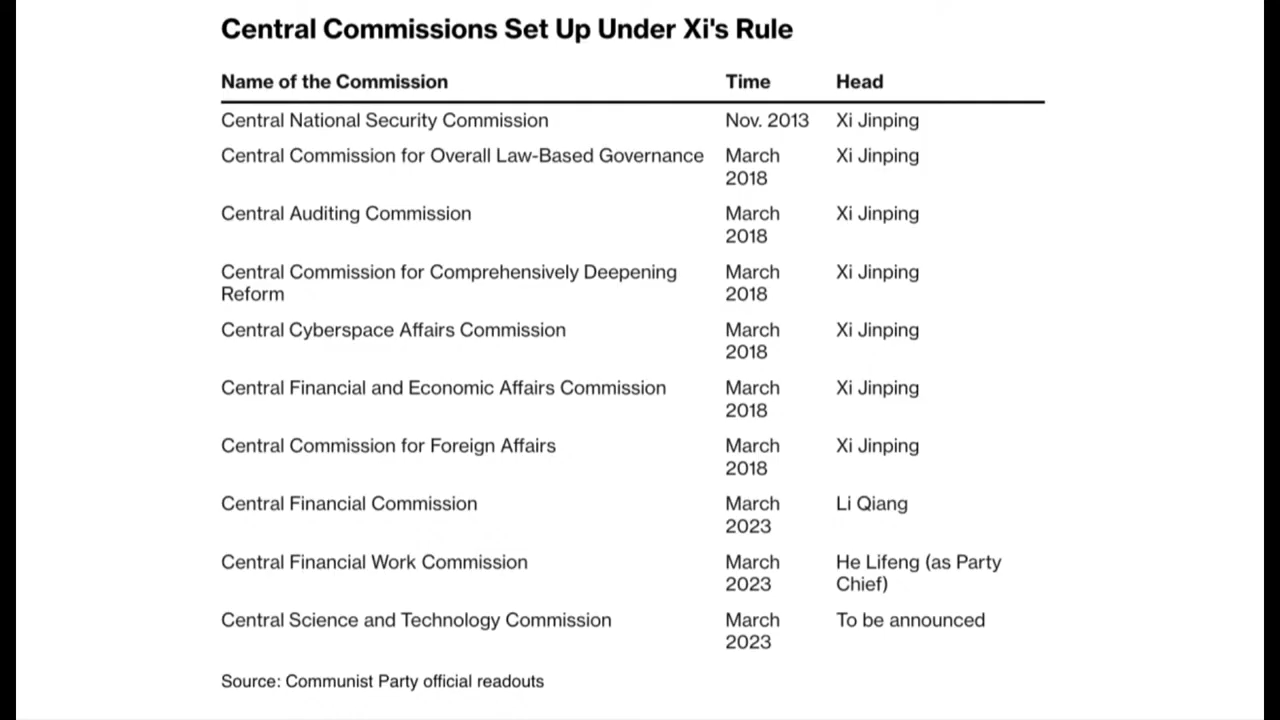 Central Commissions Set Up Under Xi's Rule
Name of the Commission Time Head
Central National Security Commission Nov. 2013 Xi Jinping
Central Commission for Overall Law-Based Governance March 2018 Xi Jinping
Central Auditing Commission March 2018 Xi Jinping
Central Commission for Comprehensively Deepening Reform March 2018 Xi Jinping
Central Cyberspace Affairs Commission March 2018 Xi Jinping
Central Financial and Economic Affairs Commission March 2018 Xi Jinping
Central Commission for Foreign Affairs March 2018 Xi Jinping
Central Financial Commission March 2023 Li Qiang
Central Financial Work Commission March 2023 He Lifeng (as Party Chief)
Central Science and Technology Commission March 2023 To be announced
Source: Communist Party official readouts